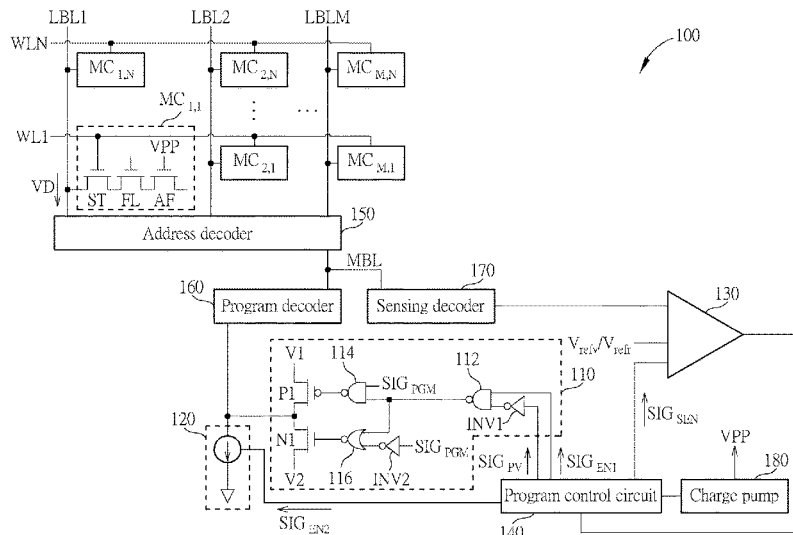 LBL1 LBL2 LBLM
WLN
100
MC1,N MC2,N MCM,N
MC1,1
WL1
VPP
MC2,1 MCM,1
VD
ST FL AF
150
Address decoder
MBL
160 170
Program decoder Sensing decoder
130
Vrefv/Vrefr
V1 114 112 110
SIGPGM
P1
INV1
SIGSEN
120
N1
SIGPGM
116 INV2
V2
SIGPV SIGEN1
VPP 180
Program control circuit Charge pump
SIGEN2 140